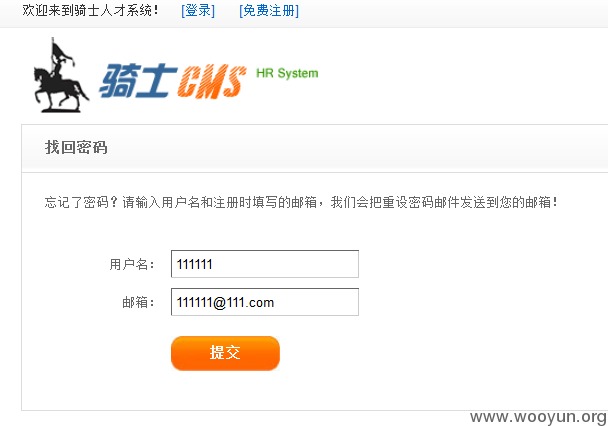 欢迎来到骑士人才系统！ [登录] [免费注册]
骑士CMS HR System
找回密码
忘记了密码？请输入用户名和注册时填写的邮箱，我们会把重设密码邮件发送到您的邮箱！
用户名： 111111
邮箱： 111111@111.com
提交
www.wooyun.org